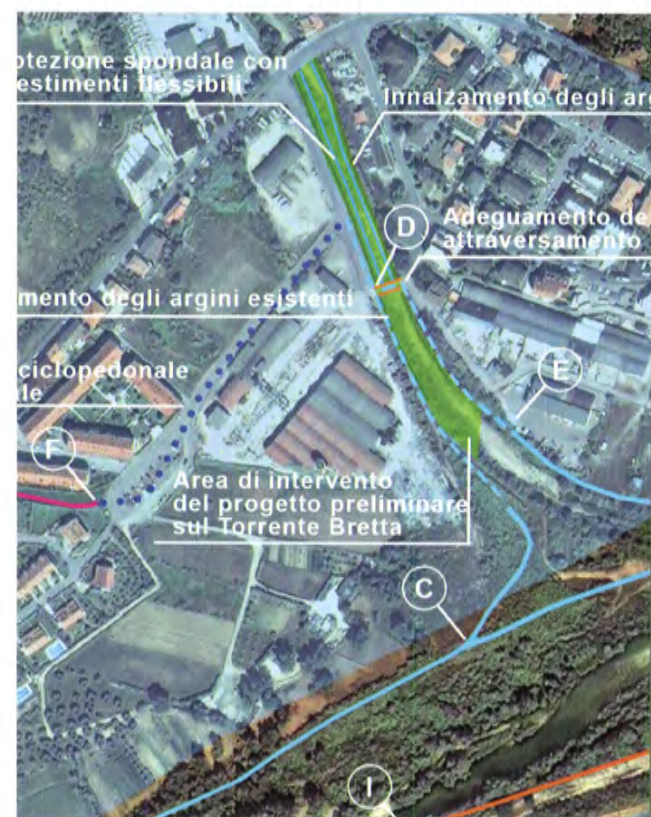 otezione spondale con
estimenti flessibili
Innalzamento degli arg
D
Adeguamento de
attraversamento
mento degli argini esistenti
ciclopedonale
ale
E
F
Area di intervento
del progetto preliminare
sul Torrente Bretta
C
I